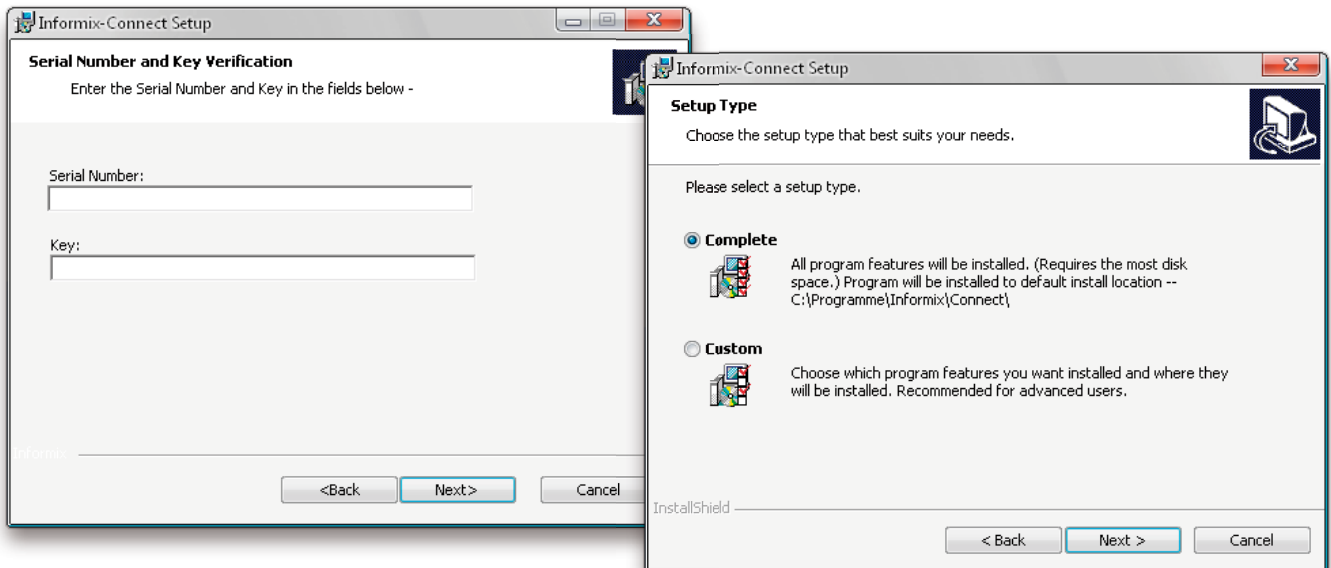 Informix-Connect Setup
Serial Number and Key Verification
Enter the Serial Number and Key in the fields below -
Serial Number:
Key:
Informix
<Back
Next>
Cancel
Informix-Connect Setup
Setup Type
Choose the setup type that best suits your needs.
Please select a setup type.
Complete
All program features will be installed. (Requires the most disk
space.) Program will be installed to default install location --
C:\Programme\Informix\Connect\
Custom
Choose which program features you want installed and where they
will be installed. Recommended for advanced users.
InstallShield
< Back
Next >
Cancel